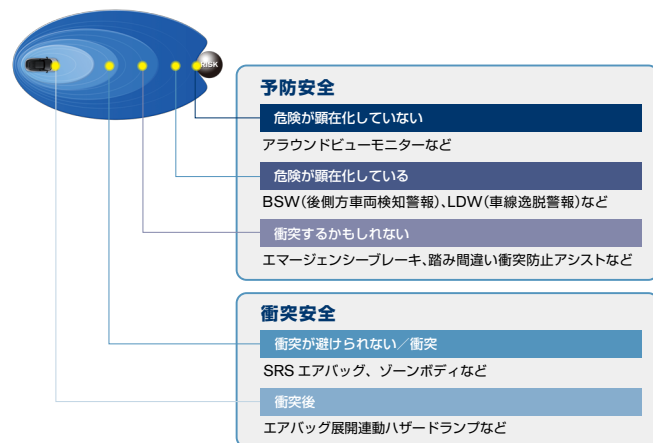 RISK
予防安全
危険が顕在化していない
アラウンドビューモニターなど
危険が顕在化している
BSW(後側方車両検知警報)、LDW(車線逸脱警報)など
衝突するかもしれない
エマージェンシーブレーキ、踏み間違い衝突防止アシストなど
衝突安全
衝突が避けられない/衝突
SRS エアバッグ、ゾーンボディなど
衝突後
エアバッグ展開連動ハザードランプなど